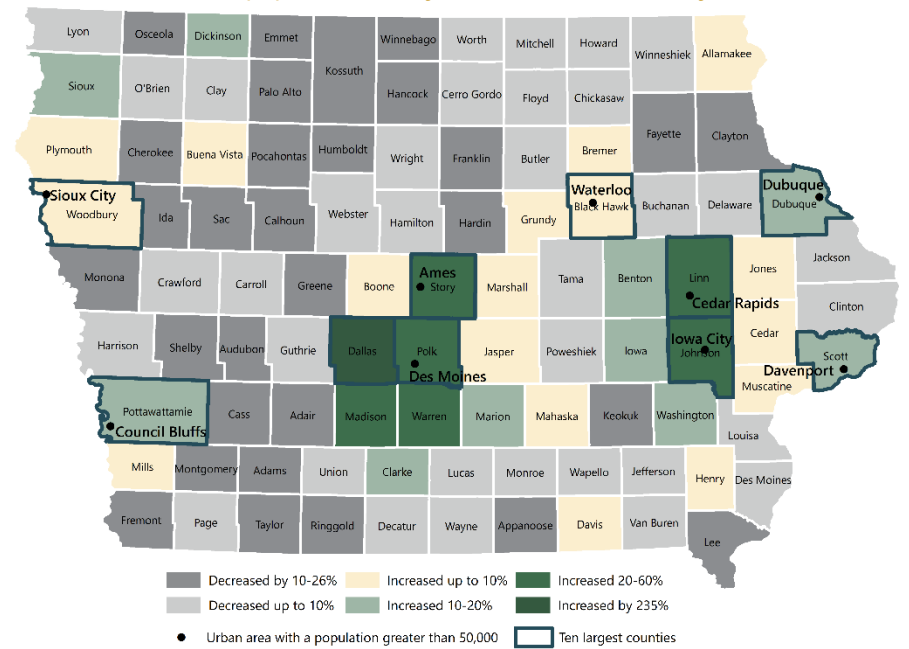 Lyon Osceola Dickinson Emmet Winnebago Worth Mitchell Howard Winneshiek Allamakee
Kossuth
Sioux O'Brien Clay Palo Alto Hancock Cerro Gordo Floyd Chickasaw
Fayette Clayton
Plymouth Cherokee Buena Vista Pocahontas Humboldt Wright Franklin Butler Bremer
Sioux City Waterloo Dubuque
Woodbury Ida Sac Calhoun Webster Hamilton Hardin Grundy Black Hawk Buchanan Delaware Dubuque
Ames
Monona Crawford Carroll Greene Boone Story Marshall Tama Benton Linn Jones Jackson
Cedar Rapids Clinton
Harrison Shelby Audubon Guthrie Dallas Polk Jasper Poweshiek Iowa Iowa City Johnson Cedar Scott
Des Moines Davenport
Muscatine
Pottawattamie Cass Adair Madison Warren Marion Mahaska Keokuk Washington
Council Bluffs Louisa
Mills Montgomery Adams Union Clarke Lucas Monroe Wapello Jefferson Henry Des Moines
Fremont Page Taylor Ringgold Decatur Wayne Appanoose Davis Van Buren Lee
Decreased by 10-26% Increased up to 10% Increased 20-60%
Decreased up to 10% Increased 10-20% Increased by 235%
Urban area with a population greater than 50,000 Ten largest counties